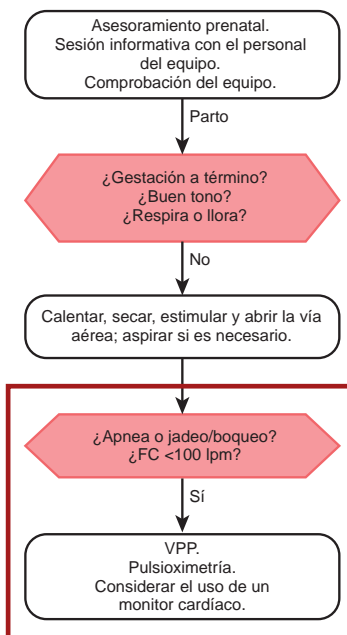 Asesoramiento prenatal.
Sesión informativa con el personal
del equipo.
Comprobación del equipo.
Parto
¿Gestación a término?
¿Buen tono?
¿Respira o llora?
No
Calentar, secar, estimular y abrir la vía
aérea; aspirar si es necesario.
¿Apnea o jadeo/boqueo?
¿FC <100 lpm?
Sí
VPP.
Pulsioximetría.
Considerar el uso de un
monitor cardíaco.